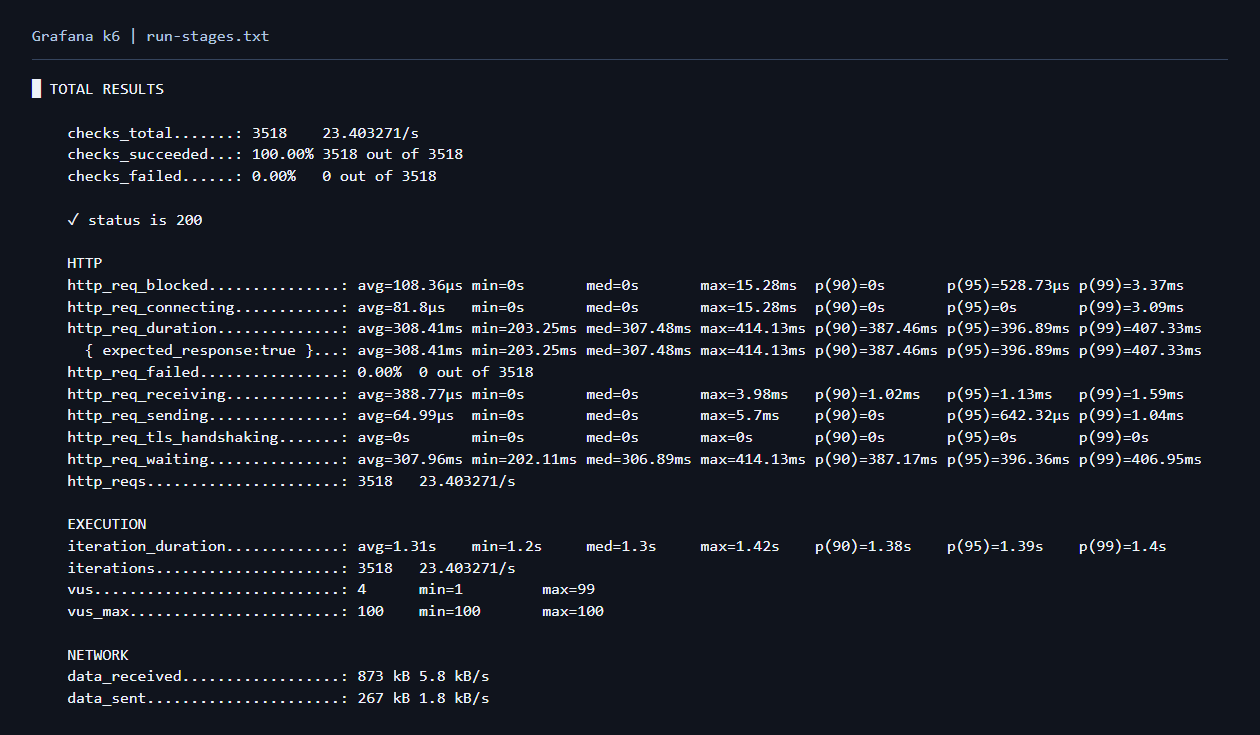 Grafana k6 | run-stages.txt
█ TOTAL RESULTS
checks_total.......: 3518    23.403271/s
checks_succeeded...: 100.00% 3518 out of 3518
checks_failed......: 0.00%   0 out of 3518
✓ status is 200
HTTP
http_req_blocked...............: avg=108.36µs min=0s       med=0s       max=15.28ms  p(90)=0s       p(95)=528.73µs p(99)=3.37ms
http_req_connecting............: avg=81.8µs   min=0s       med=0s       max=15.28ms  p(90)=0s       p(95)=0s       p(99)=3.09ms
http_req_duration..............: avg=308.41ms min=203.25ms med=307.48ms max=414.13ms p(90)=387.46ms p(95)=396.89ms p(99)=407.33ms
  { expected_response:true }...: avg=308.41ms min=203.25ms med=307.48ms max=414.13ms p(90)=387.46ms p(95)=396.89ms p(99)=407.33ms
http_req_failed................: 0.00%  0 out of 3518
http_req_receiving.............: avg=388.77µs min=0s       med=0s       max=3.98ms   p(90)=1.02ms   p(95)=1.13ms   p(99)=1.59ms
http_req_sending...............: avg=64.99µs  min=0s       med=0s       max=5.7ms    p(90)=0s       p(95)=642.32µs p(99)=1.04ms
http_req_tls_handshaking.......: avg=0s       min=0s       med=0s       max=0s       p(90)=0s       p(95)=0s       p(99)=0s
http_req_waiting...............: avg=307.96ms min=202.11ms med=306.89ms max=414.13ms p(90)=387.17ms p(95)=396.36ms p(99)=406.95ms
http_reqs......................: 3518   23.403271/s
EXECUTION
iteration_duration.............: avg=1.31s    min=1.2s     med=1.3s     max=1.42s    p(90)=1.38s    p(95)=1.39s    p(99)=1.4s
iterations.....................: 3518   23.403271/s
vus............................: 4      min=1         max=99
vus_max........................: 100    min=100       max=100
NETWORK
data_received..................: 873 kB 5.8 kB/s
data_sent......................: 267 kB 1.8 kB/s